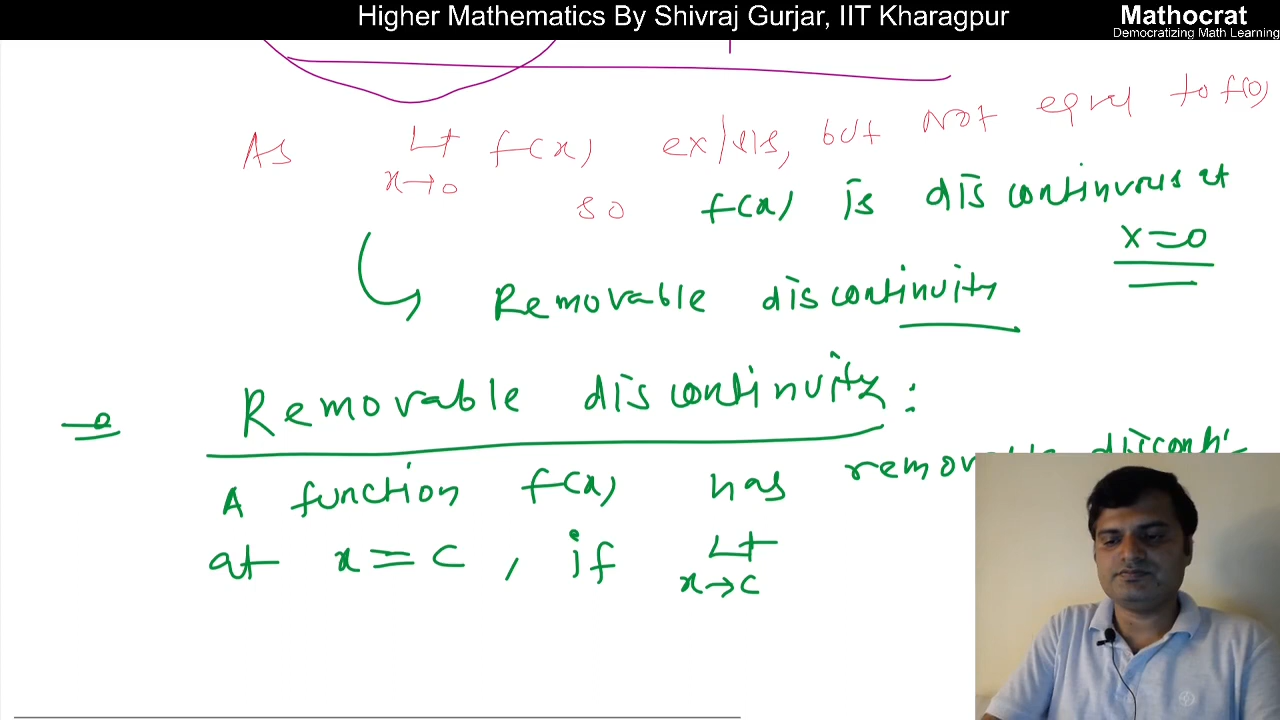 Higher Mathematics By Shivraj Gurjar, IIT Kharagpur
Mathocrat
Democratizing Math Learning
As Lt f(x) exists, but Not equal to f(0)
x→0
so f(x) is discontinuous at
x=0
Removable discontinuity
Removable discontinuity:
A function f(x) has
at x=c, if Lt
x→c